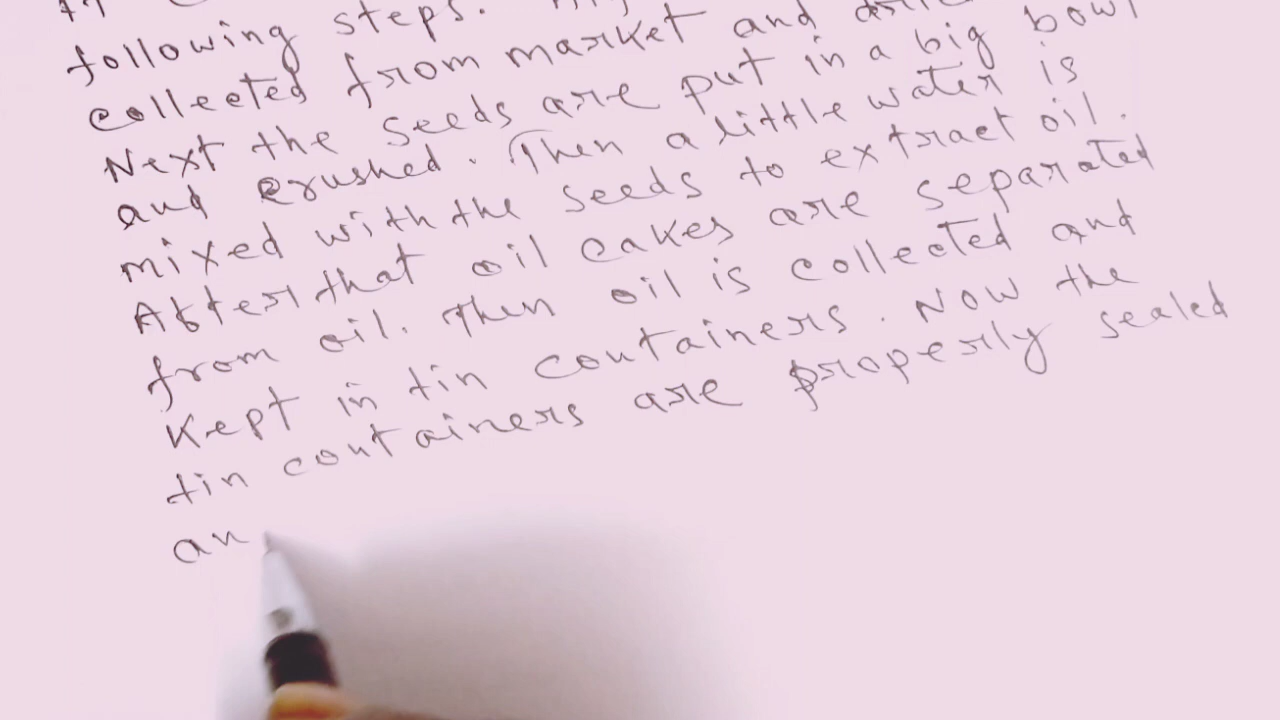 following steps.
collected from market and
Next the seeds are put in a big bowl
and crushed. Then a little water is
mixed with the seeds to extract oil.
After that oil cakes are separated
from oil. Then oil is collected and
Kept in tin containers. Now the
tin containers are properly sealed
an